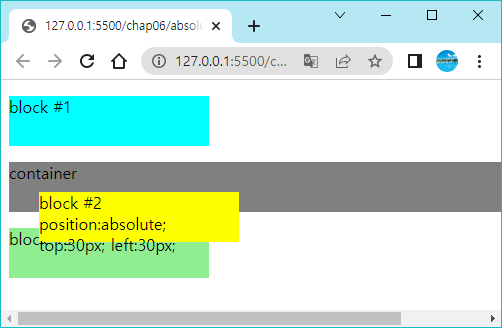 127.0.0.1:5500/chap06/absolu
127.0.0.1:5500/c...
block #1
container
block #2
position:absolute;
top:30px; left:30px;
bloc